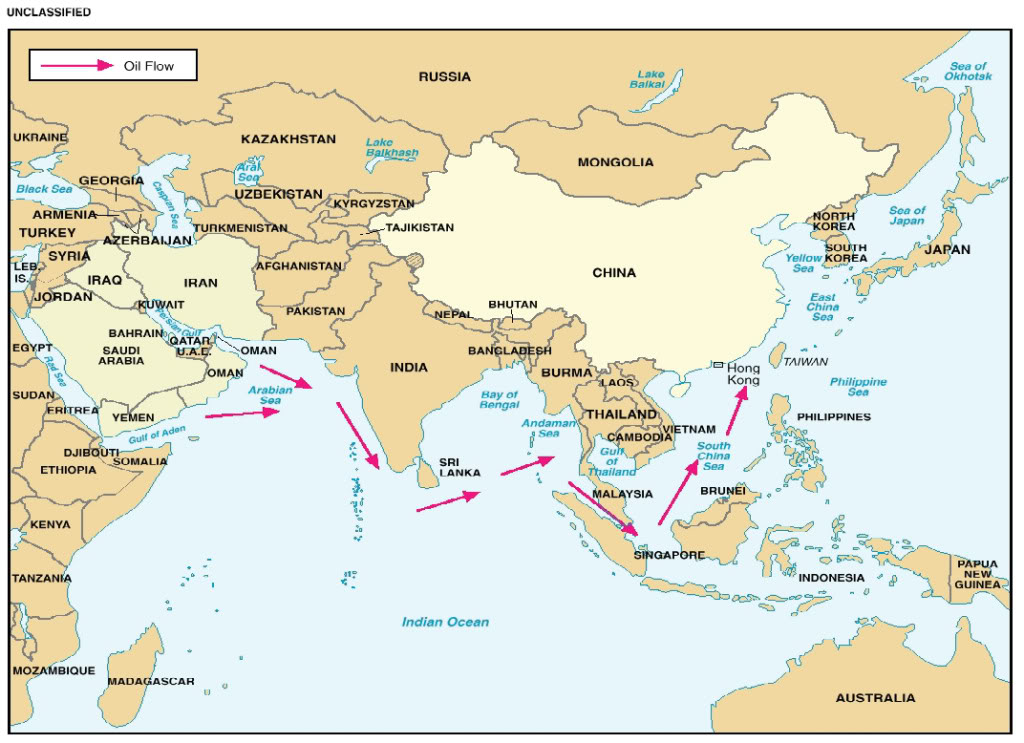 UNCLASSIFIED
Oil Flow
RUSSIA
Lake
Baikal
Sea of
Okhotsk
UKRAINE
KAZAKHSTAN
Lake
Balkhash
MONGOLIA
Aral
Sea
GEORGIA
Black Sea
Caspian Sea
UZBEKISTAN
KYRGYZSTAN
ARMENIA
TURKEY
AZERBAIJAN
TURKMENISTAN
TAJIKISTAN
NORTH
KOREA
Sea of
Japan
SYRIA
LEB.
IS.
IRAQ
IRAN
AFGHANISTAN
CHINA
SOUTH
KOREA
JAPAN
Yellow
Sea
JORDAN
KUWAIT
Persian Gulf
PAKISTAN
NEPAL
BHUTAN
East
China
Sea
EGYPT
BAHRAIN
QATAR
U.A.E.
OMAN
SAUDI
ARABIA
Red Sea
OMAN
INDIA
BANGLADESH
BURMA
LAOS
Hong
Kong
TAIWAN
SUDAN
ERITREA
YEMEN
Arabian
Sea
Bay of
Bengal
Philippine
Sea
Gulf of Aden
Andaman
Sea
THAILAND
VIETNAM
CAMBODIA
PHILIPPINES
DJIBOUTI
SOMALIA
ETHIOPIA
SRI
LANKA
Gulf
of
Thailand
South
China
Sea
MALAYSIA
BRUNEI
KENYA
SINGAPORE
TANZANIA
INDONESIA
PAPUA
NEW
GUINEA
Indian Ocean
MOZAMBIQUE
MADAGASCAR
AUSTRALIA